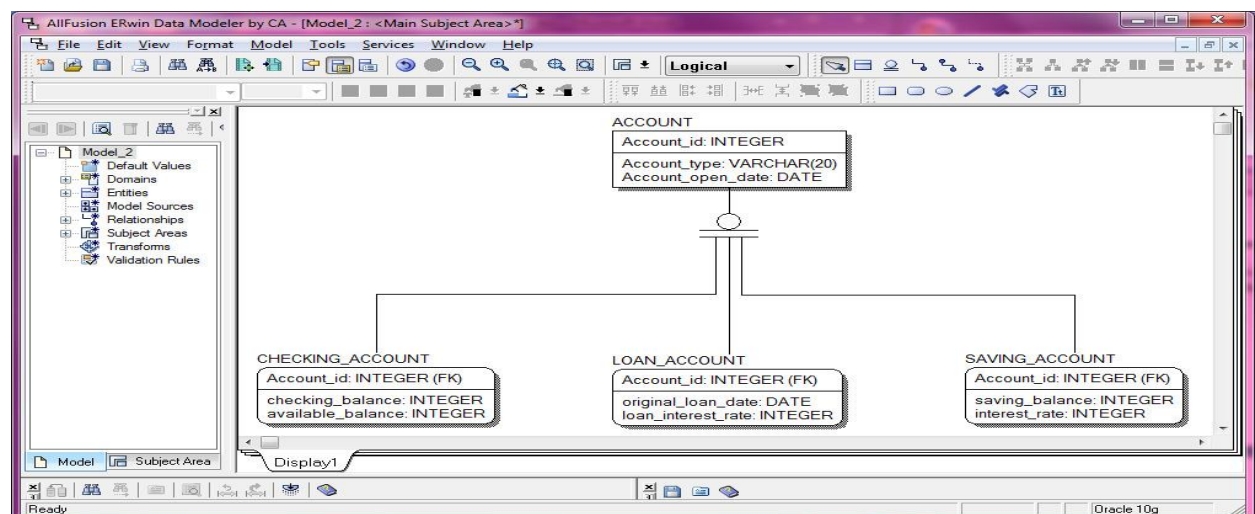 AllFusion ERwin Data Modeler by CA - [Model_2 : <Main Subject Area>*]
File Edit View Format Model Tools Services Window Help
Logical
Model_2
Default Values
Domains
Entities
Model Sources
Relationships
Subject Areas
Transforms
Validation Rules
ACCOUNT
Account_id: INTEGER
Account_type: VARCHAR(20)
Account_open_date: DATE
CHECKING_ACCOUNT
Account_id: INTEGER (FK)
checking_balance: INTEGER
available_balance: INTEGER
LOAN_ACCOUNT
Account_id: INTEGER (FK)
original_loan_date: DATE
loan_interest_rate: INTEGER
SAVING_ACCOUNT
Account_id: INTEGER (FK)
saving_balance: INTEGER
interest_rate: INTEGER
Model Subject Area
Display1
Ready
Oracle 10g